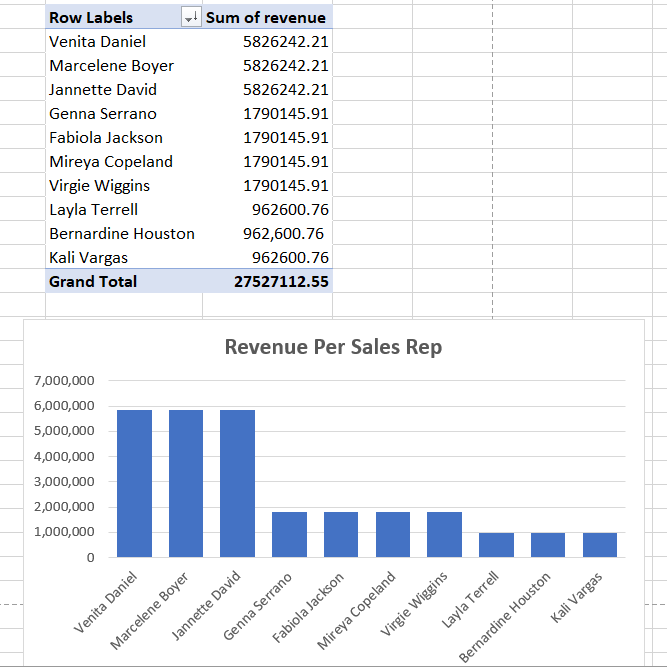 Row Labels Sum of revenue
Venita Daniel 5826242.21
Marcelene Boyer 5826242.21
Jannette David 5826242.21
Genna Serrano 1790145.91
Fabiola Jackson 1790145.91
Mireya Copeland 1790145.91
Virgie Wiggins 1790145.91
Layla Terrell 962600.76
Bernardine Houston 962,600.76
Kali Vargas 962600.76
Grand Total 27527112.55
Revenue Per Sales Rep
7,000,000
6,000,000
5,000,000
4,000,000
3,000,000
2,000,000
1,000,000
0
Venita Daniel
Marcelene Boyer
Jannette David
Genna Serrano
Fabiola Jackson
Mireya Copeland
Virgie Wiggins
Layla Terrell
Bernardine Houston
Kali Vargas